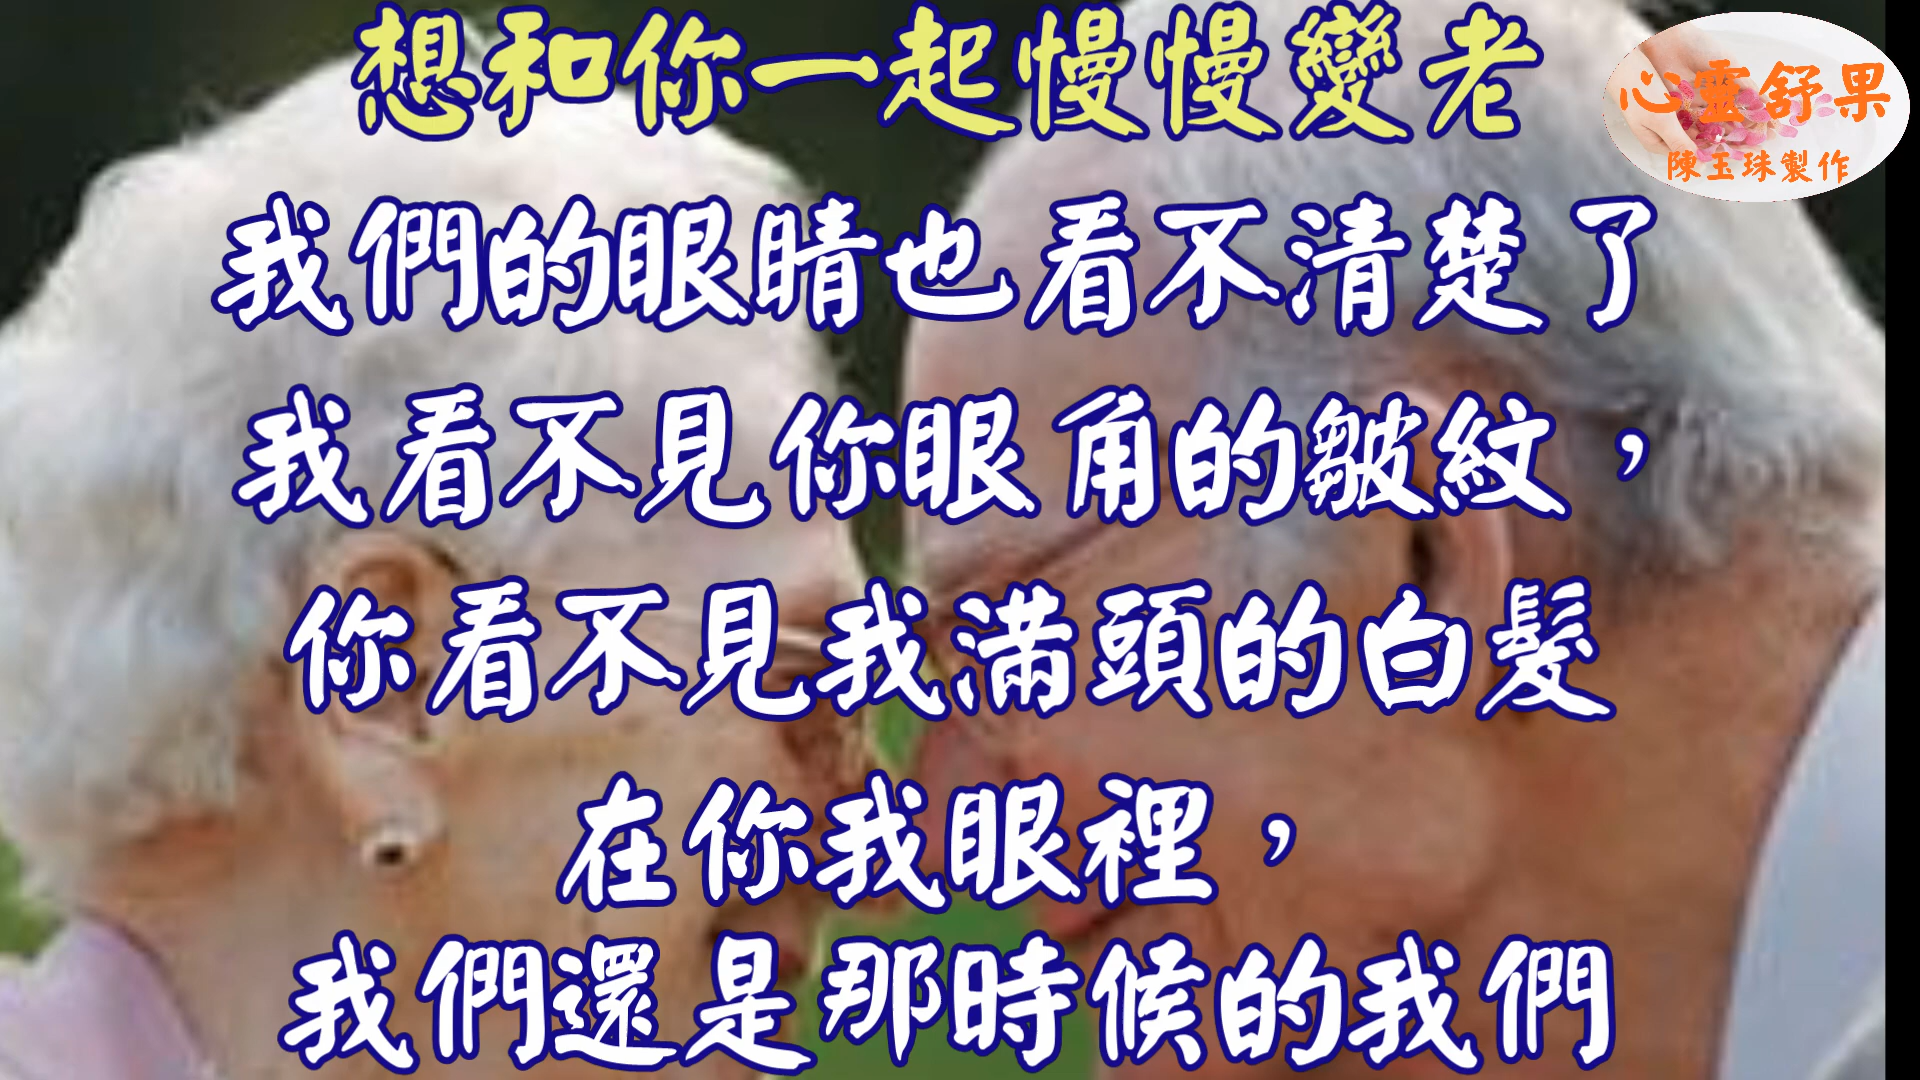 想和你一起慢慢變老
心靈舒果
陳玉珠製作
我們的眼睛也看不清楚了
我看不見你眼角的皺紋，
你看不見我滿頭的白髮
在你我眼裡，
我們還是那時候的我們